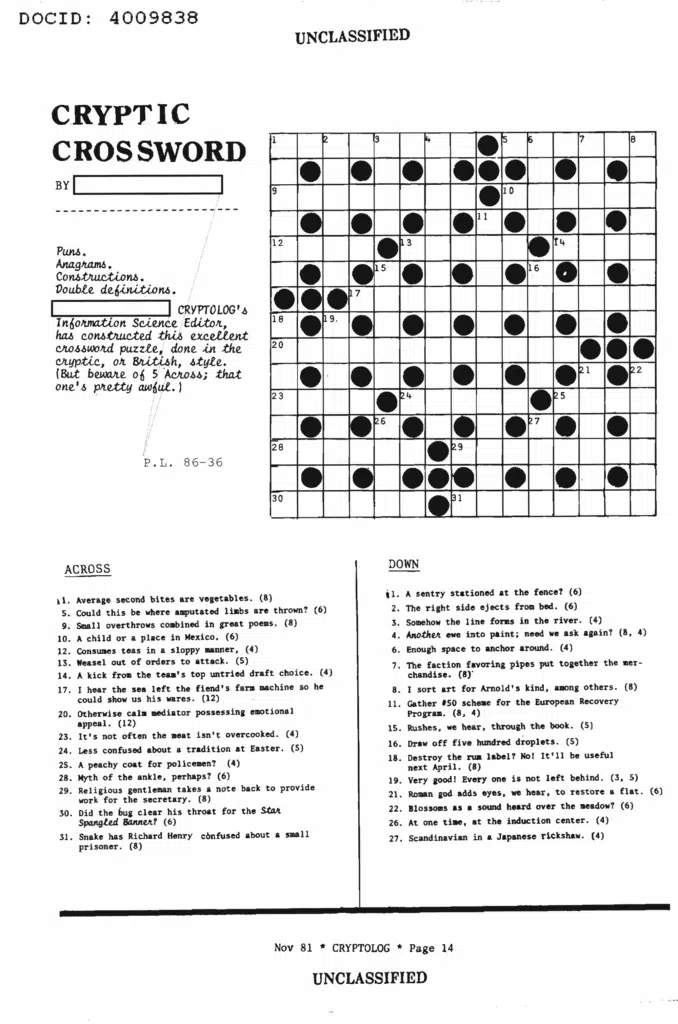 DOCID: 4009838
UNCLASSIFIED
CRYPTIC
CROSSWORD
BY
Puns.
Anagrams.
Constructions.
Double definitions.
CRYPTOLOG's
Information Science Editor,
has constructed this excellent
crossword puzzle, done in the
cryptic, or British, style.
(But beware of 5 Across; that
one's pretty awful.)
P.L. 86-36
1 2 3 4 5 6 7 8
9 10
11
12 13 14
15 16
17
18 19.
20
21 22
23 24 25
26 27
28 29
30 31
ACROSS
1. Average second bites are vegetables. (8)
5. Could this be where amputated limbs are thrown? (6)
9. Small overthrows combined in great poems. (8)
10. A child or a place in Mexico. (6)
12. Consumes teas in a sloppy manner, (4)
13. Weasel out of orders to attack. (5)
14. A kick from the team's top untried draft choice. (4)
17. I hear the sea left the fiend's farm machine so he
could show us his wares. (12)
20. Otherwise calm mediator possessing emotional
appeal. (12)
23. It's not often the meat isn't overcooked. (4)
24. Less confused about a tradition at Easter. (5)
25. A peachy coat for policemen? (4)
28. Myth of the ankle, perhaps? (6)
29. Religious gentleman takes a note back to provide
work for the secretary. (8)
30. Did the bug clear his throat for the Star
Spangled Banner? (6)
31. Snake has Richard Henry confused about a small
prisoner. (8)
DOWN
1. A sentry stationed at the fence? (6)
2. The right side ejects from bed. (6)
3. Somehow the line forms in the river. (4)
4. Another ewe into paint; need we ask again? (8, 4)
6. Enough space to anchor around. (4)
7. The faction favoring pipes put together the mer-
chandise. (8)
8. I sort art for Arnold's kind, among others. (8)
11. Gather #50 scheme for the European Recovery
Program. (8, 4)
15. Rushes, we hear, through the book. (5)
16. Draw off five hundred droplets. (5)
18. Destroy the rum label? No! It'll be useful
next April. (8)
19. Very good! Every one is not left behind. (3, 5)
21. Roman god adds eyes, we hear, to restore a flat. (6)
22. Blossoms as a sound heard over the meadow? (6)
26. At one time, at the induction center. (4)
27. Scandinavian in a Japanese rickshaw. (4)
Nov 81 * CRYPTOLOG * Page 14
UNCLASSIFIED